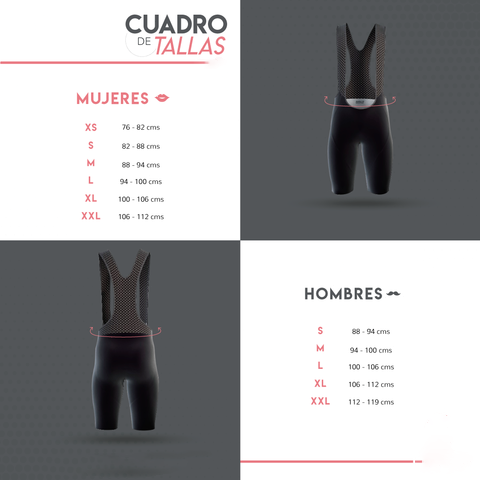 CUADRO
DE TALLAS
MUJERES
XS 76 - 82 cms
S 82 - 88 cms
M 88 - 94 cms
L 94 - 100 cms
XL 100 - 106 cms
XXL 106 - 112 cms
HOMBRES
S 88 - 94 cms
M 94 - 100 cms
L 100 - 106 cms
XL 106 - 112 cms
XXL 112 - 119 cms